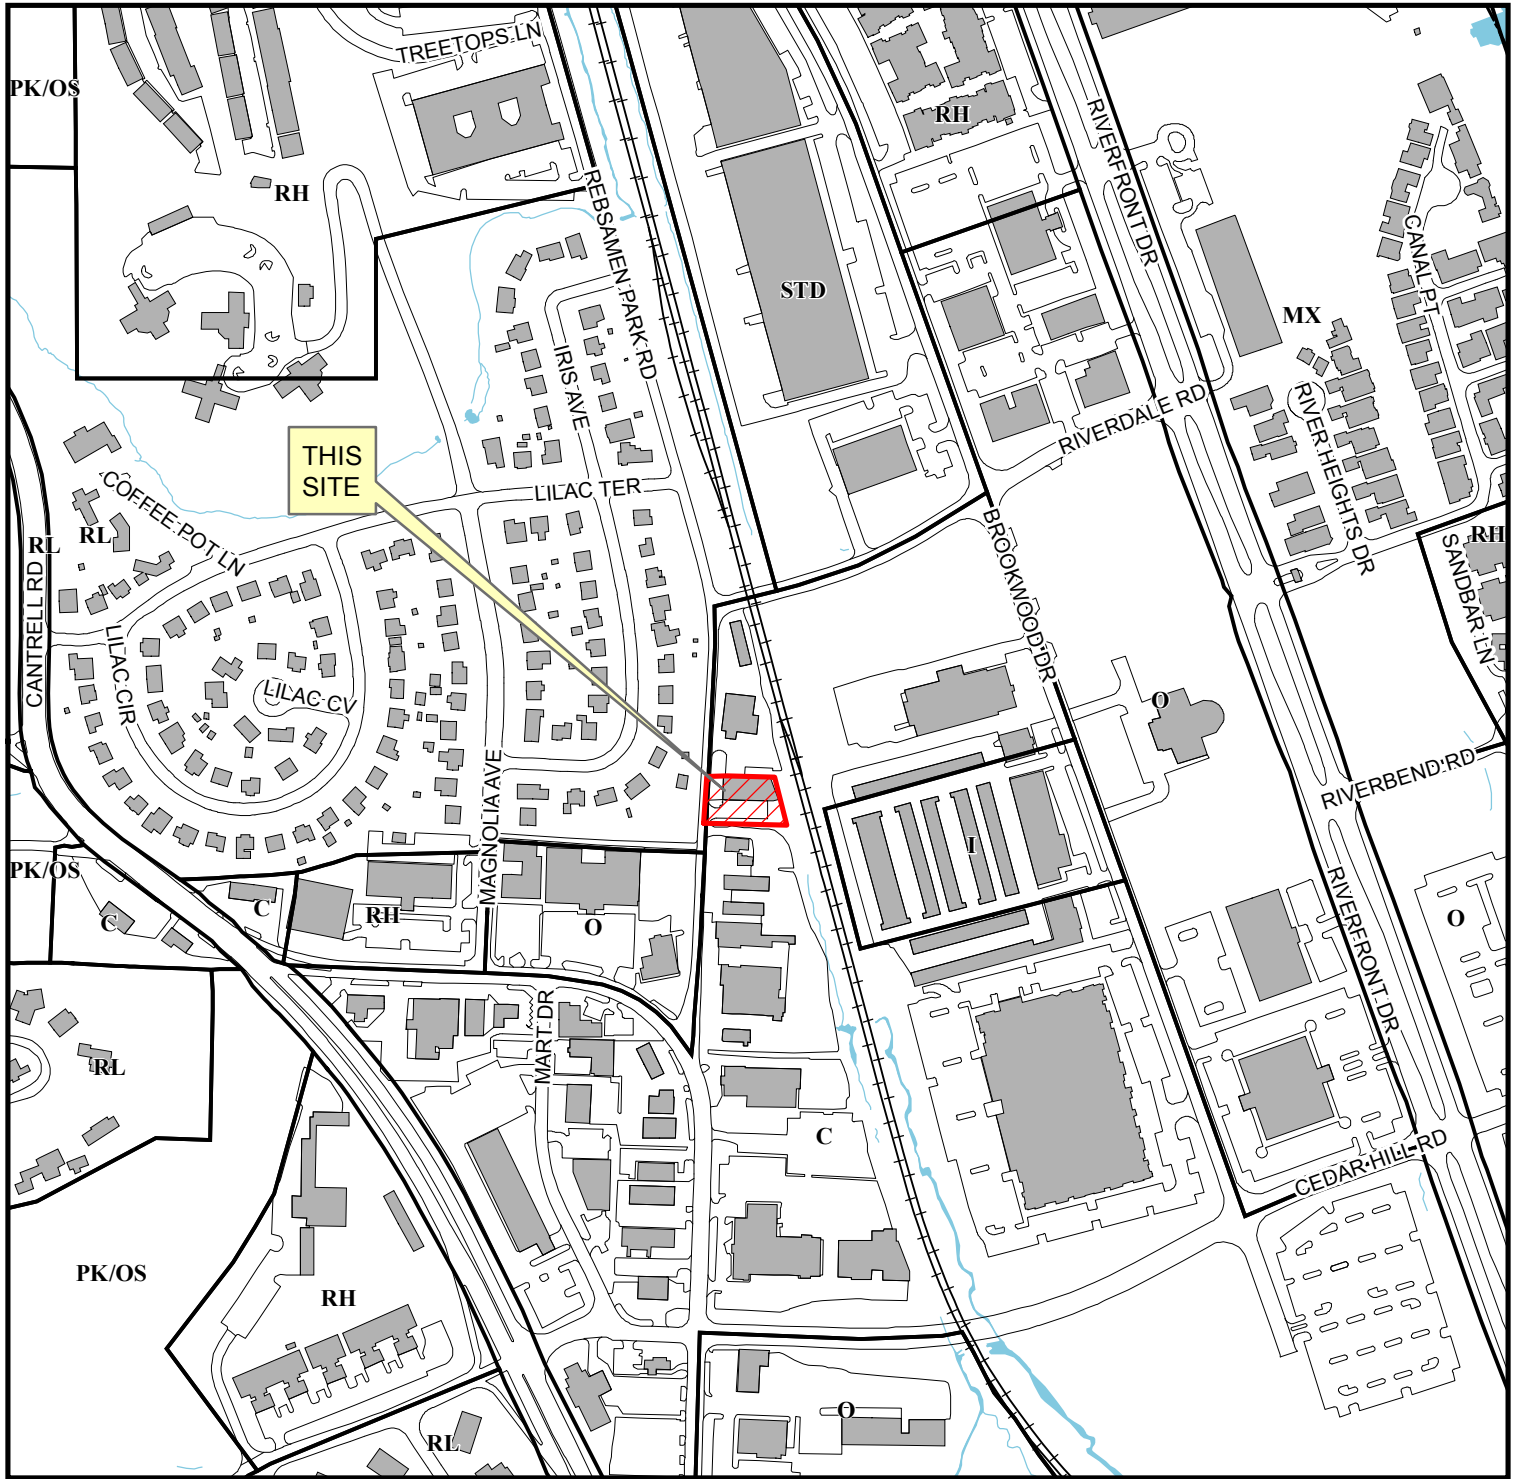 TREETOPS LN
PK/OS
RH
RIVERFRONT DR
RH
REBSAMEN PARK RD
CANAL PT
STD
MX
IRIS AVE
RIVERDALE RD
RIVER HEIGHTS DR
THIS
SITE
LILAC TER
COFFEE POT LN
RL
RL
BROOKWOOD DR
RH
SANDBAR LN
CANTRELL RD
LILAC CIR
LILAC CV
O
MAGNOLIA AVE
RIVERBEND RD
I
PK/OS
C
C
RH
O
O
RIVERFRONT DR
MART DR
RL
C
CEDAR HILL RD
PK/OS
RH
O
RL